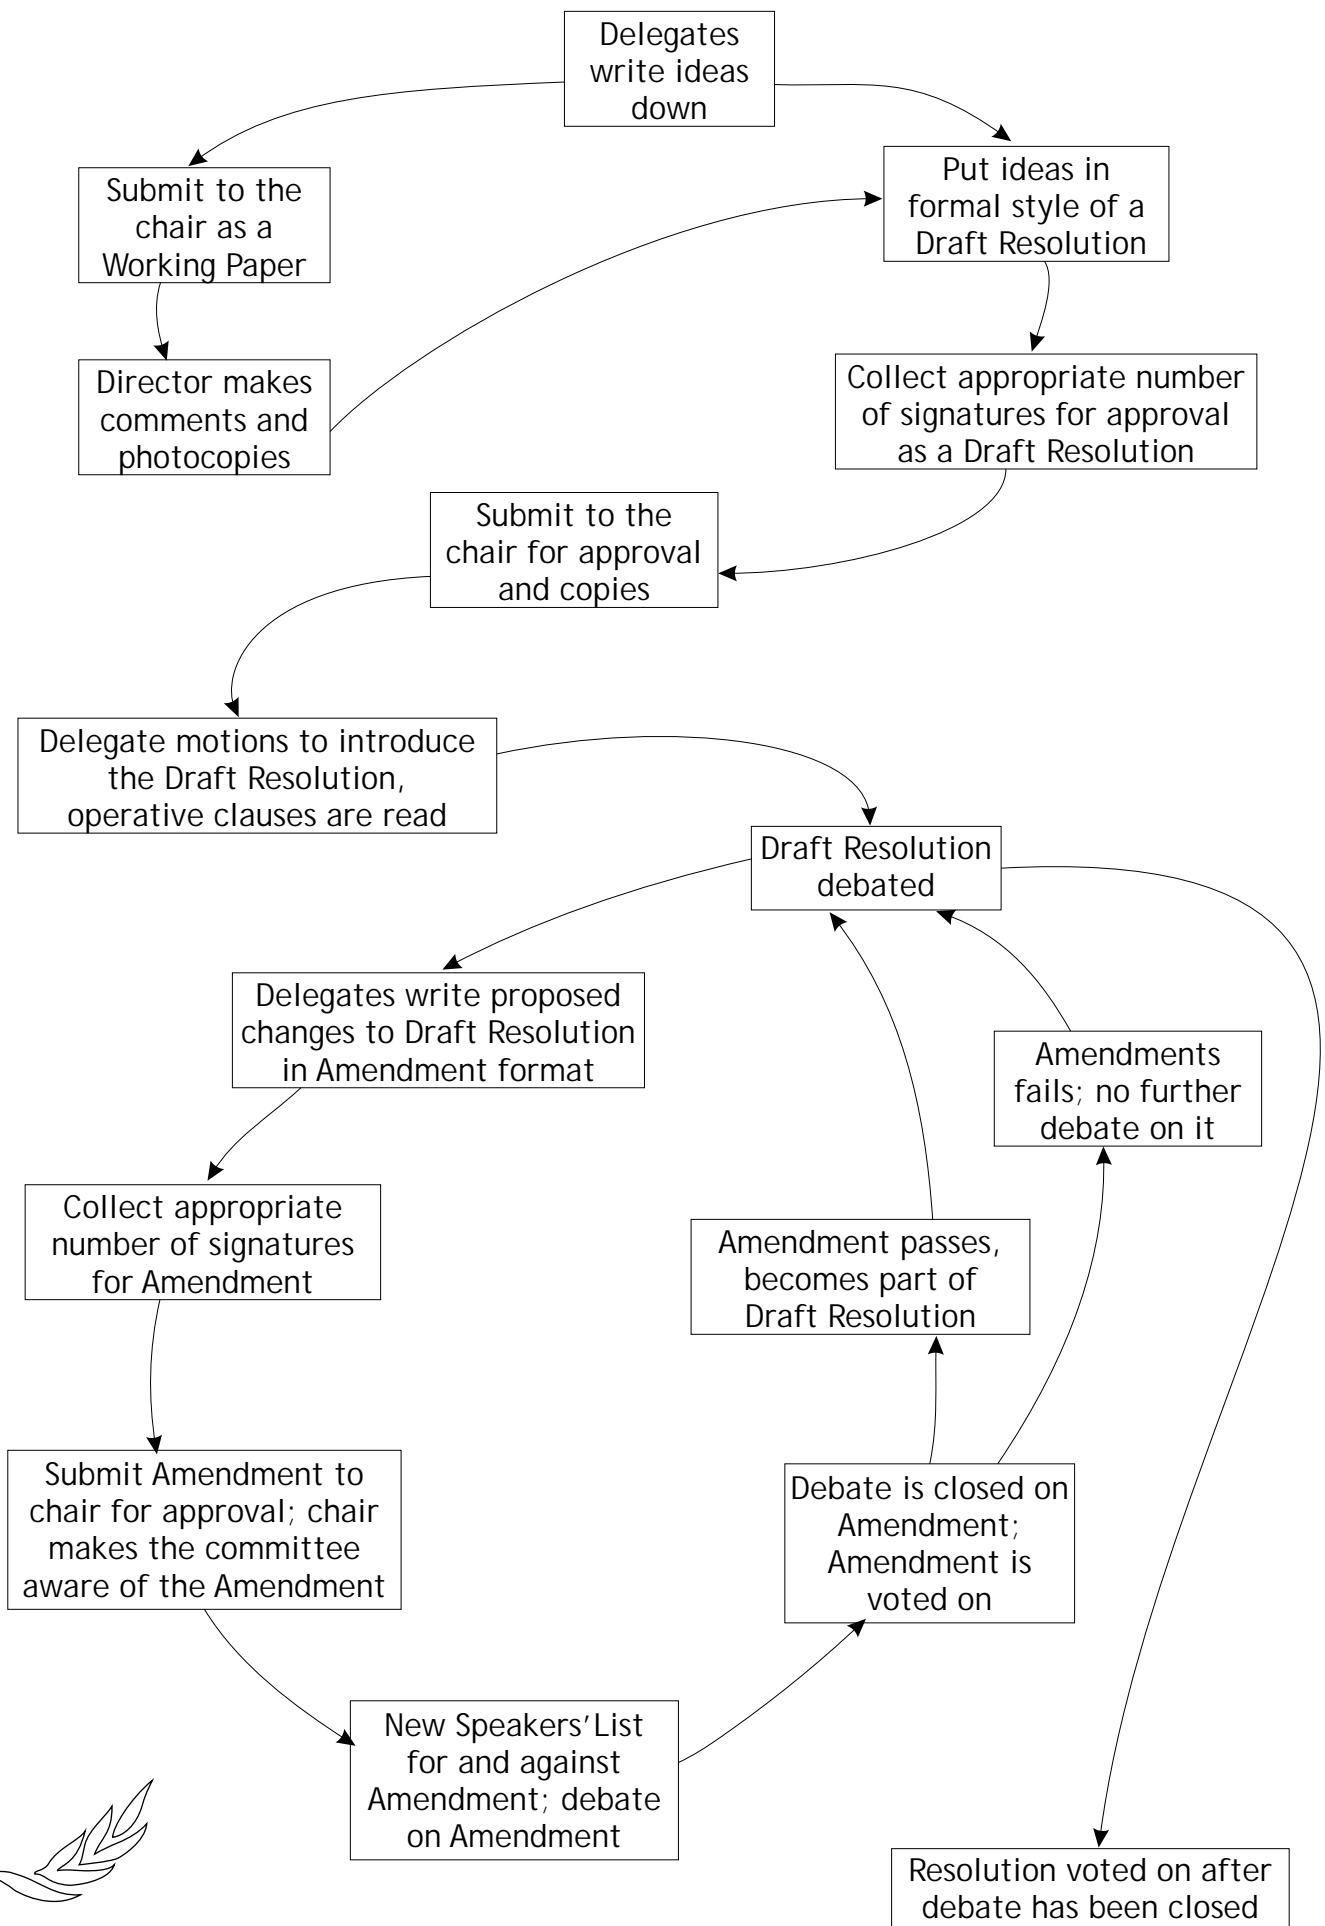 Delegates
write ideas
down
Submit to the
chair as a
Working Paper
Put ideas in
formal style of a
Draft Resolution
Director makes
comments and
photocopies
Collect appropriate number
of signatures for approval
as a Draft Resolution
Submit to the
chair for approval
and copies
Delegate motions to introduce
the Draft Resolution,
operative clauses are read
Draft Resolution
debated
Delegates write proposed
changes to Draft Resolution
in Amendment format
Amendments
fails; no further
debate on it
Collect appropriate
number of signatures
for Amendment
Amendment passes,
becomes part of
Draft Resolution
Submit Amendment to
chair for approval; chair
makes the committee
aware of the Amendment
Debate is closed on
Amendment;
Amendment is
voted on
New Speakers' List
for and against
Amendment; debate
on Amendment
Resolution voted on after
debate has been closed